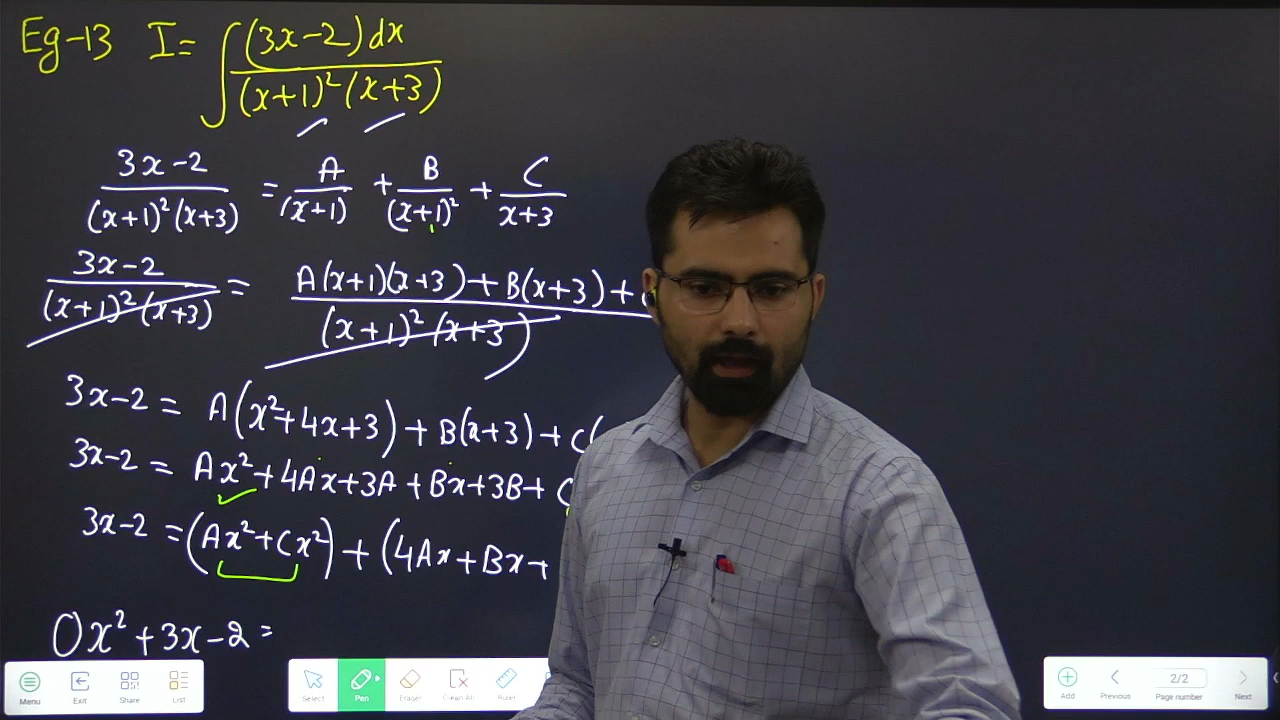 Eg-13 I = ∫ (3x-2) dx / (x+1)² (x+3)
3x-2 / (x+1)² (x+3) = A / (x+1) + B / (x+1)² + C / x+3
3x-2 / (x+1)² (x+3) = A(x+1)(x+3) + B(x+3) + / (x+1)² (x+3)
3x-2 = A(x²+4x+3) + B(x+3) + C(
3x-2 = Ax²+4Ax+3A+Bx+3B+
3x-2 = (Ax²+Cx²) + (4Ax+Bx+
0x²+3x-2 =
Menu Exit Share List Select Pen Eraser Clean All Ruler Add Previous 2/2 Page number Next